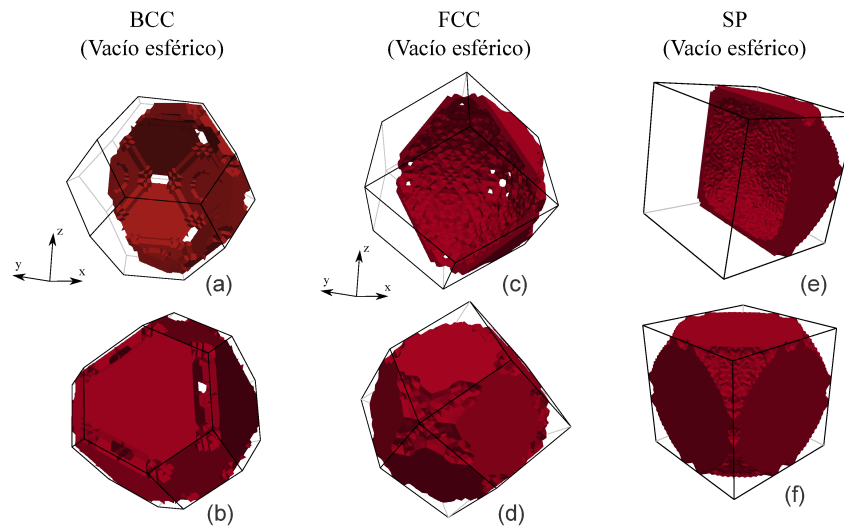 BCC
(Vacío esférico)
FCC
(Vacío esférico)
SP
(Vacío esférico)
z
y
x
(a)
z
y
x
(c)
(e)
(b)
(d)
(f)